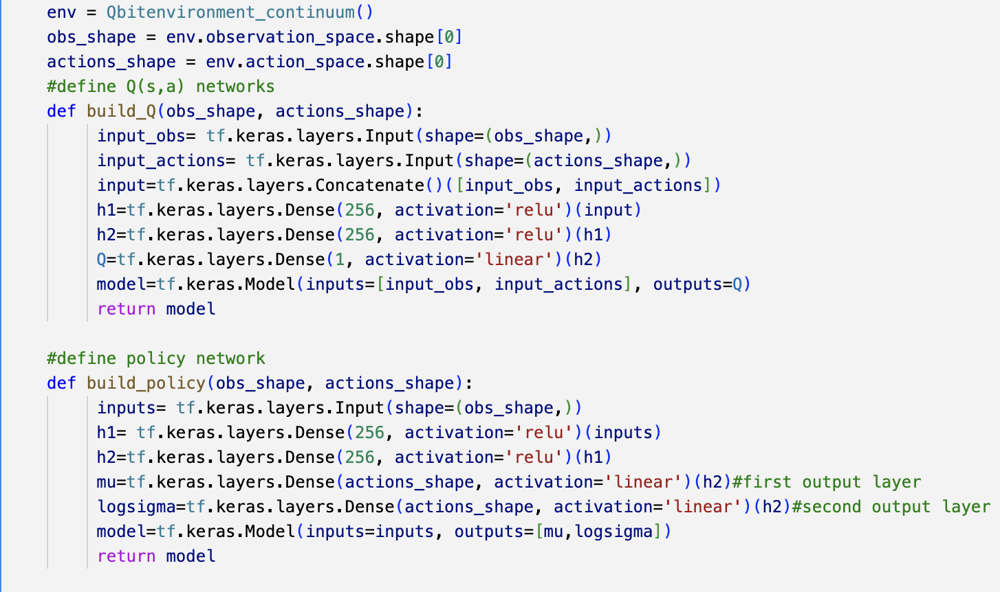 env = Qbitenvironment_continuum()
obs_shape = env.observation_space.shape[0]
actions_shape = env.action_space.shape[0]
#define Q(s,a) networks
def build_Q(obs_shape, actions_shape):
input_obs= tf.keras.layers.Input(shape=(obs_shape,))
input_actions= tf.keras.layers.Input(shape=(actions_shape,))
input=tf.keras.layers.Concatenate()([input_obs, input_actions])
h1=tf.keras.layers.Dense(256, activation='relu')(input)
h2=tf.keras.layers.Dense(256, activation='relu')(h1)
Q=tf.keras.layers.Dense(1, activation='linear')(h2)
model=tf.keras.Model(inputs=[input_obs, input_actions], outputs=Q)
return model
#define policy network
def build_policy(obs_shape, actions_shape):
inputs= tf.keras.layers.Input(shape=(obs_shape,))
h1= tf.keras.layers.Dense(256, activation='relu')(inputs)
h2=tf.keras.layers.Dense(256, activation='relu')(h1)
mu=tf.keras.layers.Dense(actions_shape, activation='linear')(h2)#first output layer
logsigma=tf.keras.layers.Dense(actions_shape, activation='linear')(h2)#second output layer
model=tf.keras.Model(inputs=inputs, outputs=[mu,logsigma])
return model